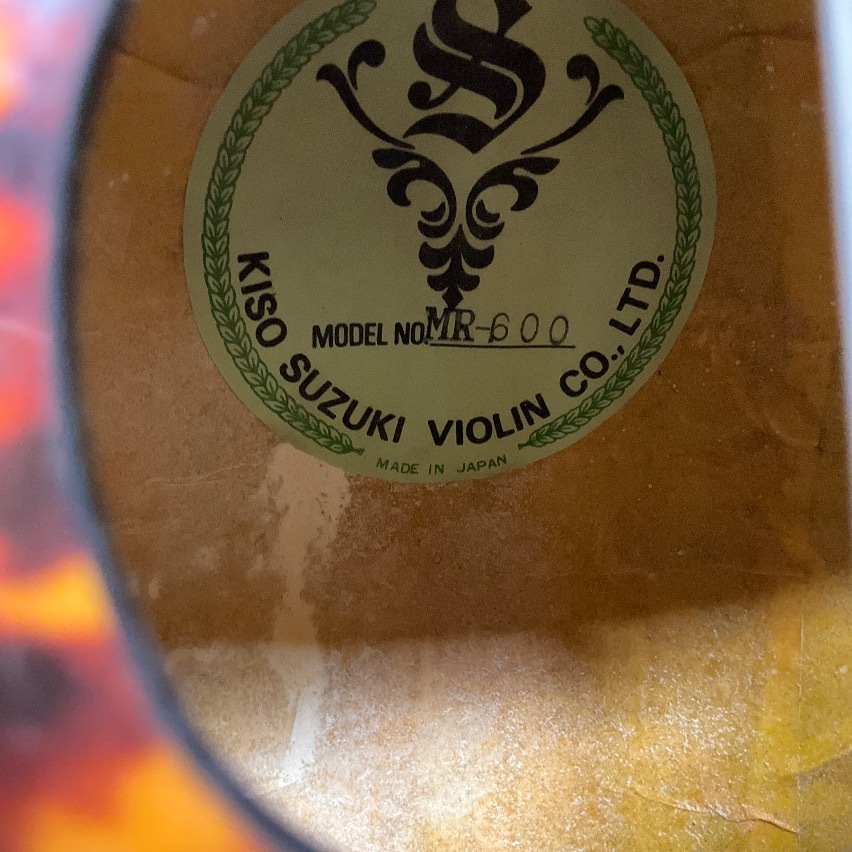 S
MODEL NO. MR-600
KISO SUZUKI VIOLIN CO., LTD.
MADE IN JAPAN